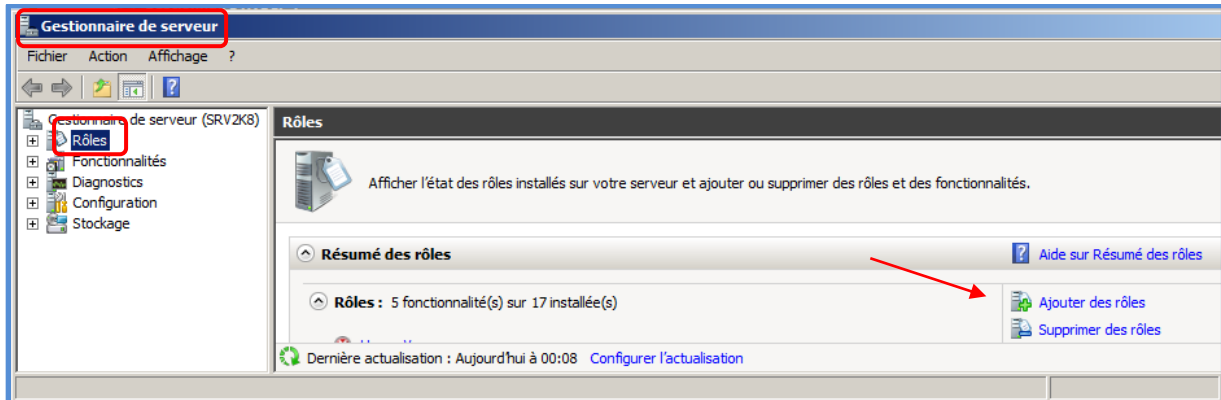 Gestionnaire de serveur
Fichier Action Affichage ?
Gestionnaire de serveur (SRV2K8)
Rôles
Fonctionnalités
Diagnostics
Configuration
Stockage
Rôles
Afficher l'état des rôles installés sur votre serveur et ajouter ou supprimer des rôles et des fonctionnalités.
Résumé des rôles
Aide sur Résumé des rôles
Rôles : 5 fonctionnalité(s) sur 17 installée(s)
Ajouter des rôles
Supprimer des rôles
Dernière actualisation : Aujourd'hui à 00:08 Configurer l'actualisation